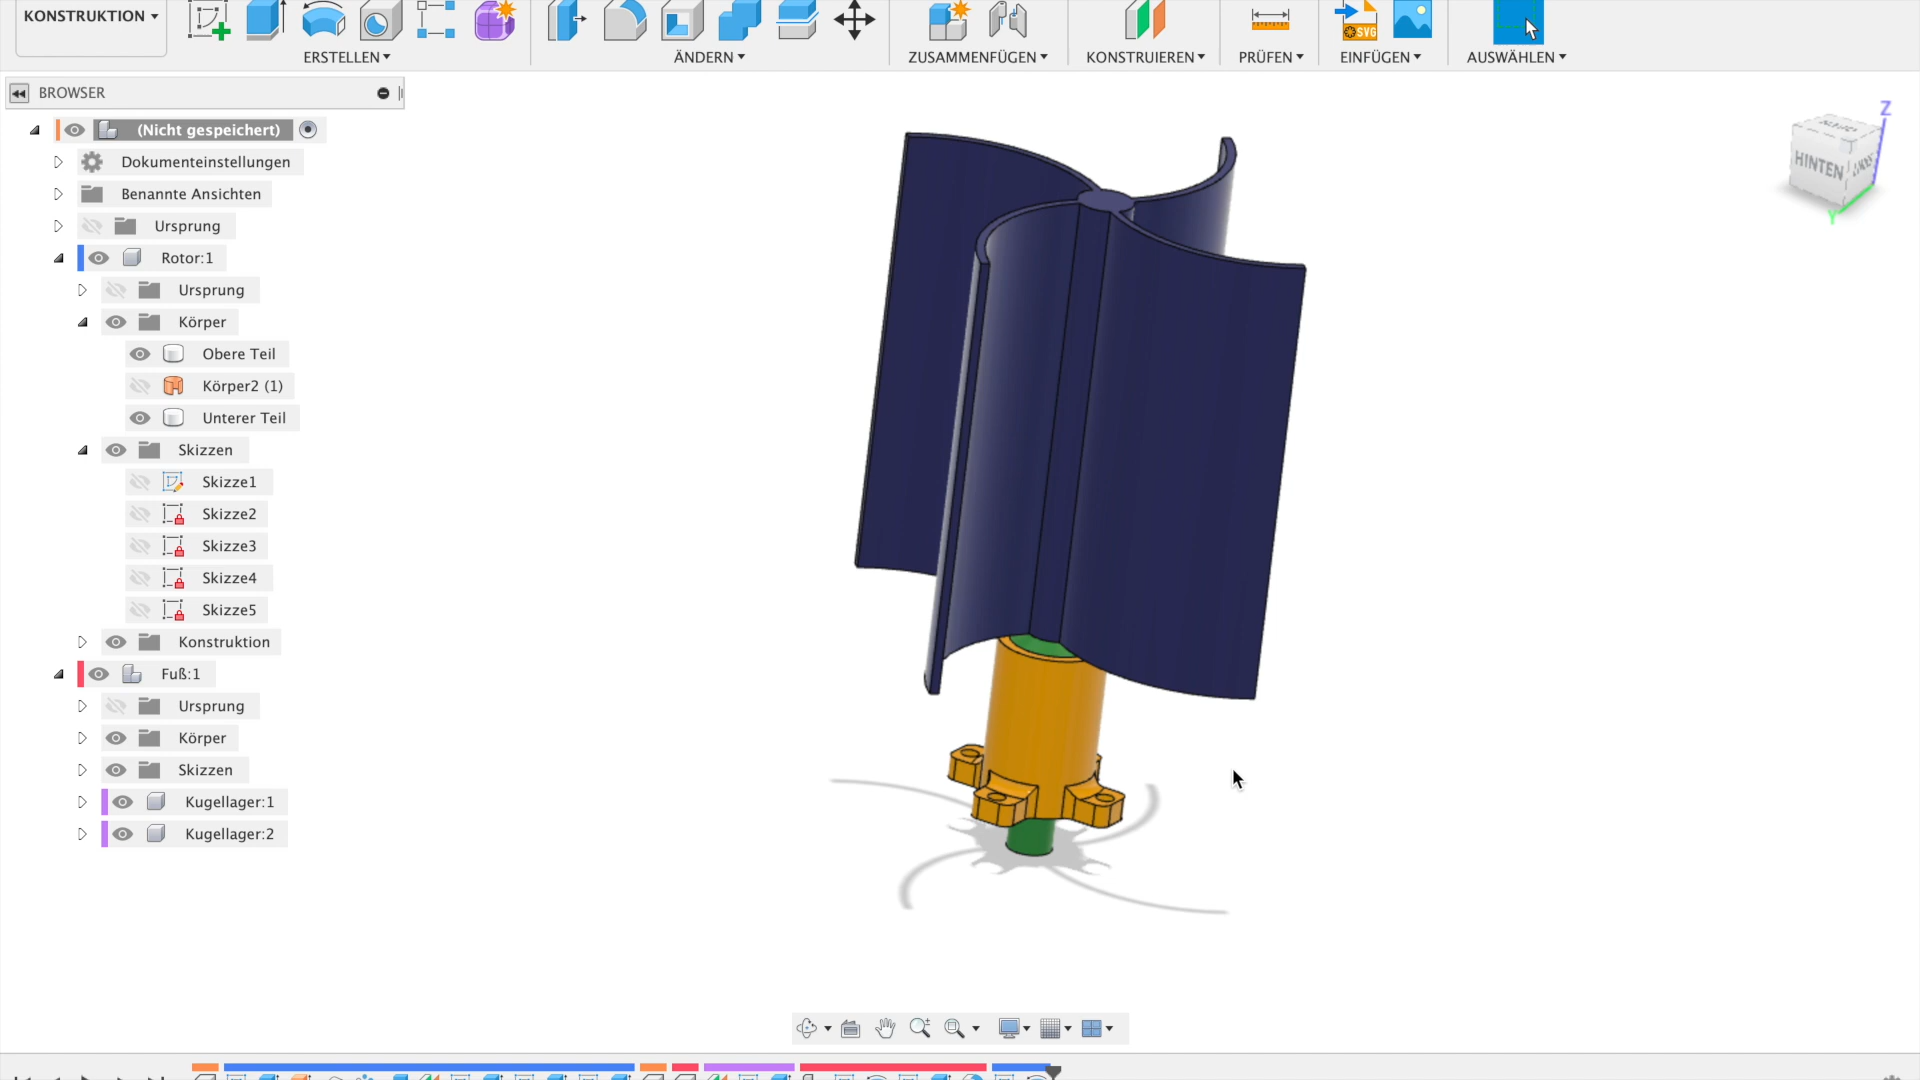 KONSTRUKTION
ERSTELLEN
ÄNDERN
ZUSAMMENFÜGEN
KONSTRUIEREN
PRÜFEN
SVG
EINFÜGEN
AUSWÄHLEN
BROWSER
(Nicht gespeichert)
Dokumenteinstellungen
Benannte Ansichten
Ursprung
Rotor:1
Ursprung
Körper
Obere Teil
Körper2 (1)
Unterer Teil
Skizzen
Skizze1
Skizze2
Skizze3
Skizze4
Skizze5
Konstruktion
Fuß:1
Ursprung
Körper
Skizzen
Kugellager:1
Kugellager:2
Z
HINTEN
Y